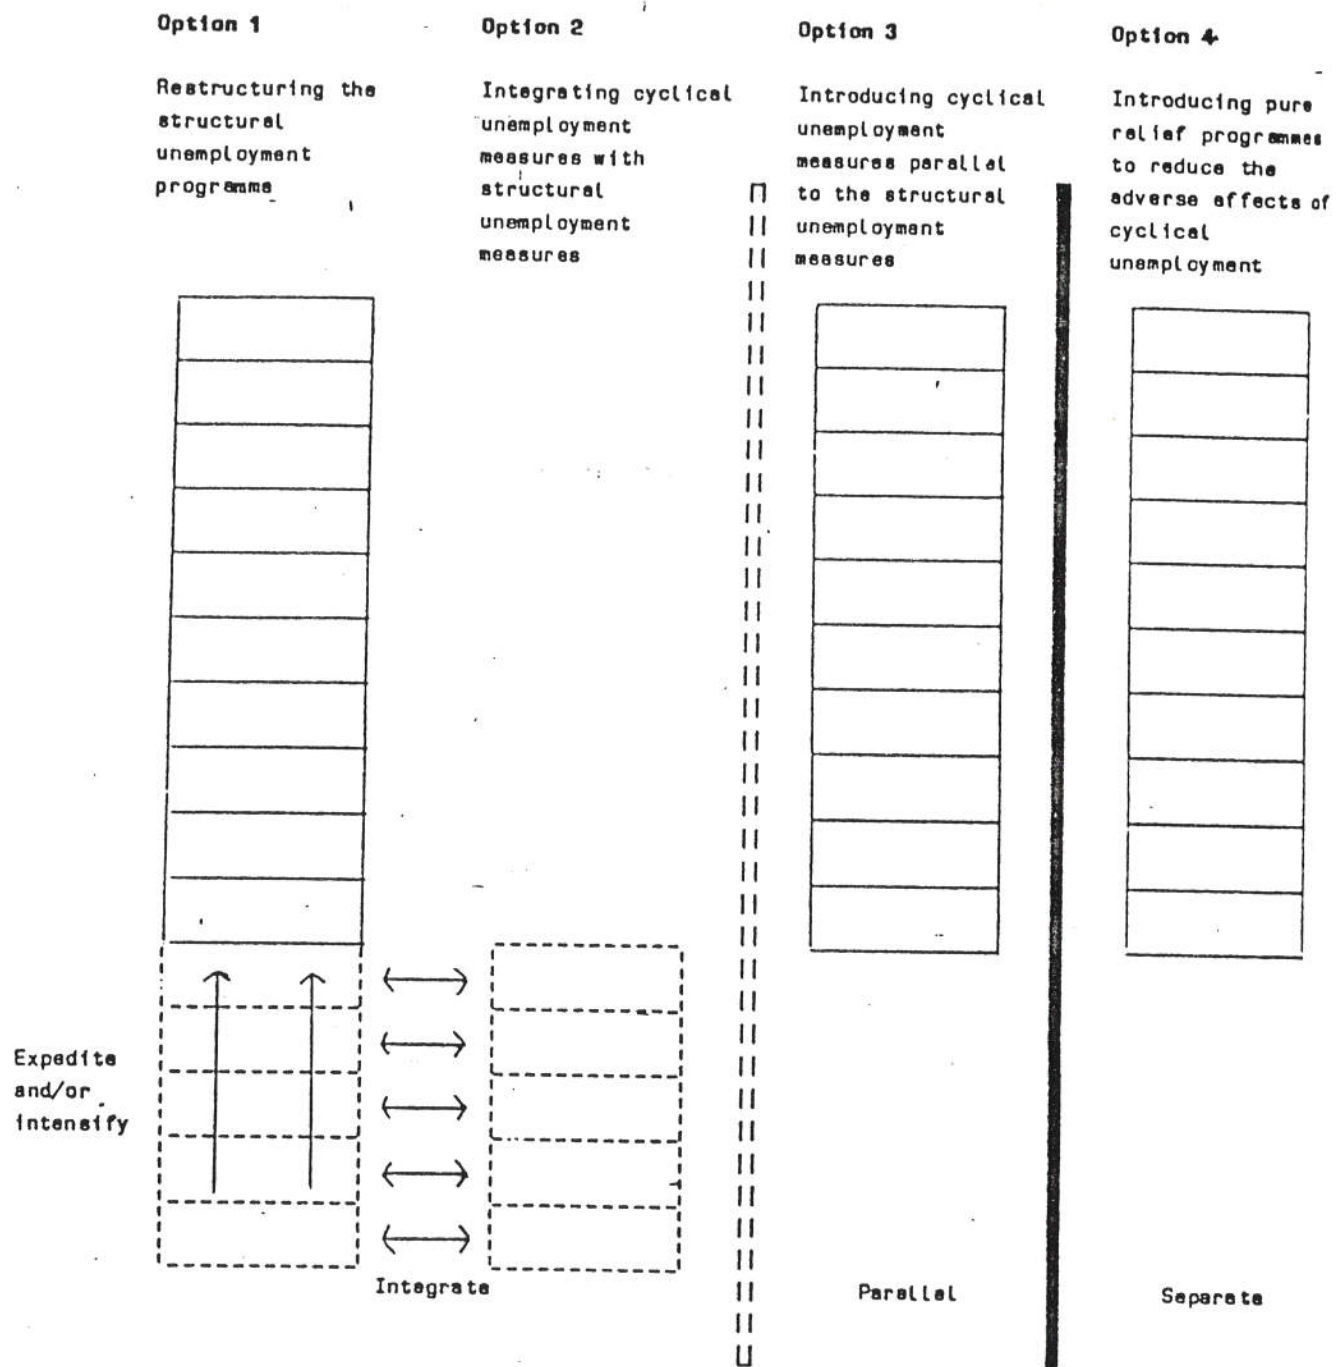 Option 1
Restructuring the
structural
unemployment
programme
Option 2
Integrating cyclical
unemployment
measures with
structural
unemployment
measures
Option 3
Introducing cyclical
unemployment
measures parallel
to the structural
unemployment
measures
Option 4
Introducing pure
relief programmes
to reduce the
adverse effects of
cyclical
unemployment
Expedite
and/or
intensify
Integrate
Parallel
Separate